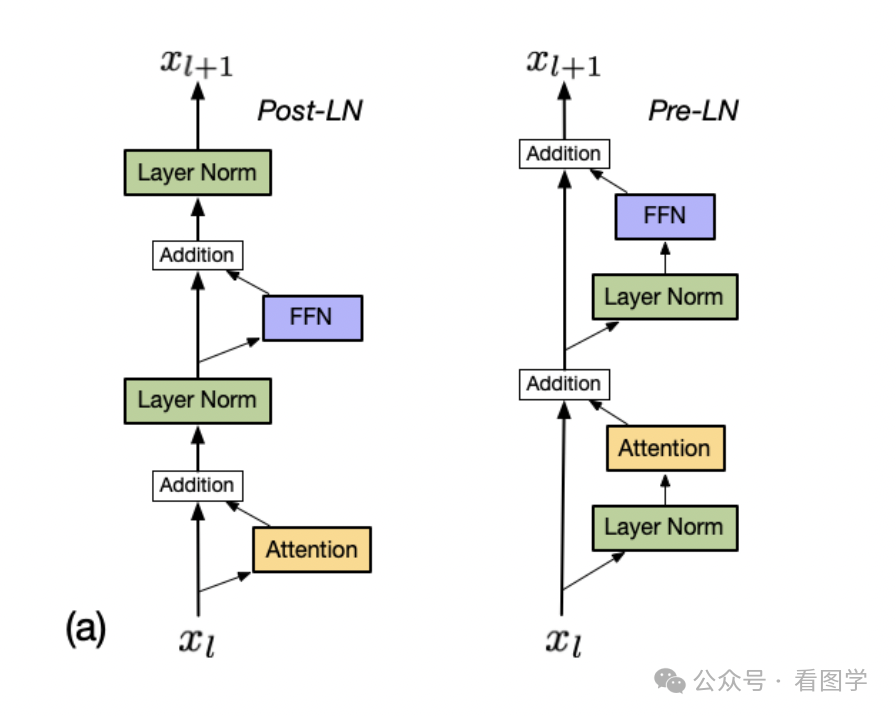 x_{l+1}
Post-LN
Layer Norm
Addition
FFN
Layer Norm
Addition
Attention
x_l
(a)
x_{l+1}
Pre-LN
Addition
FFN
Layer Norm
Addition
Attention
Layer Norm
x_l
公众号 · 看图学